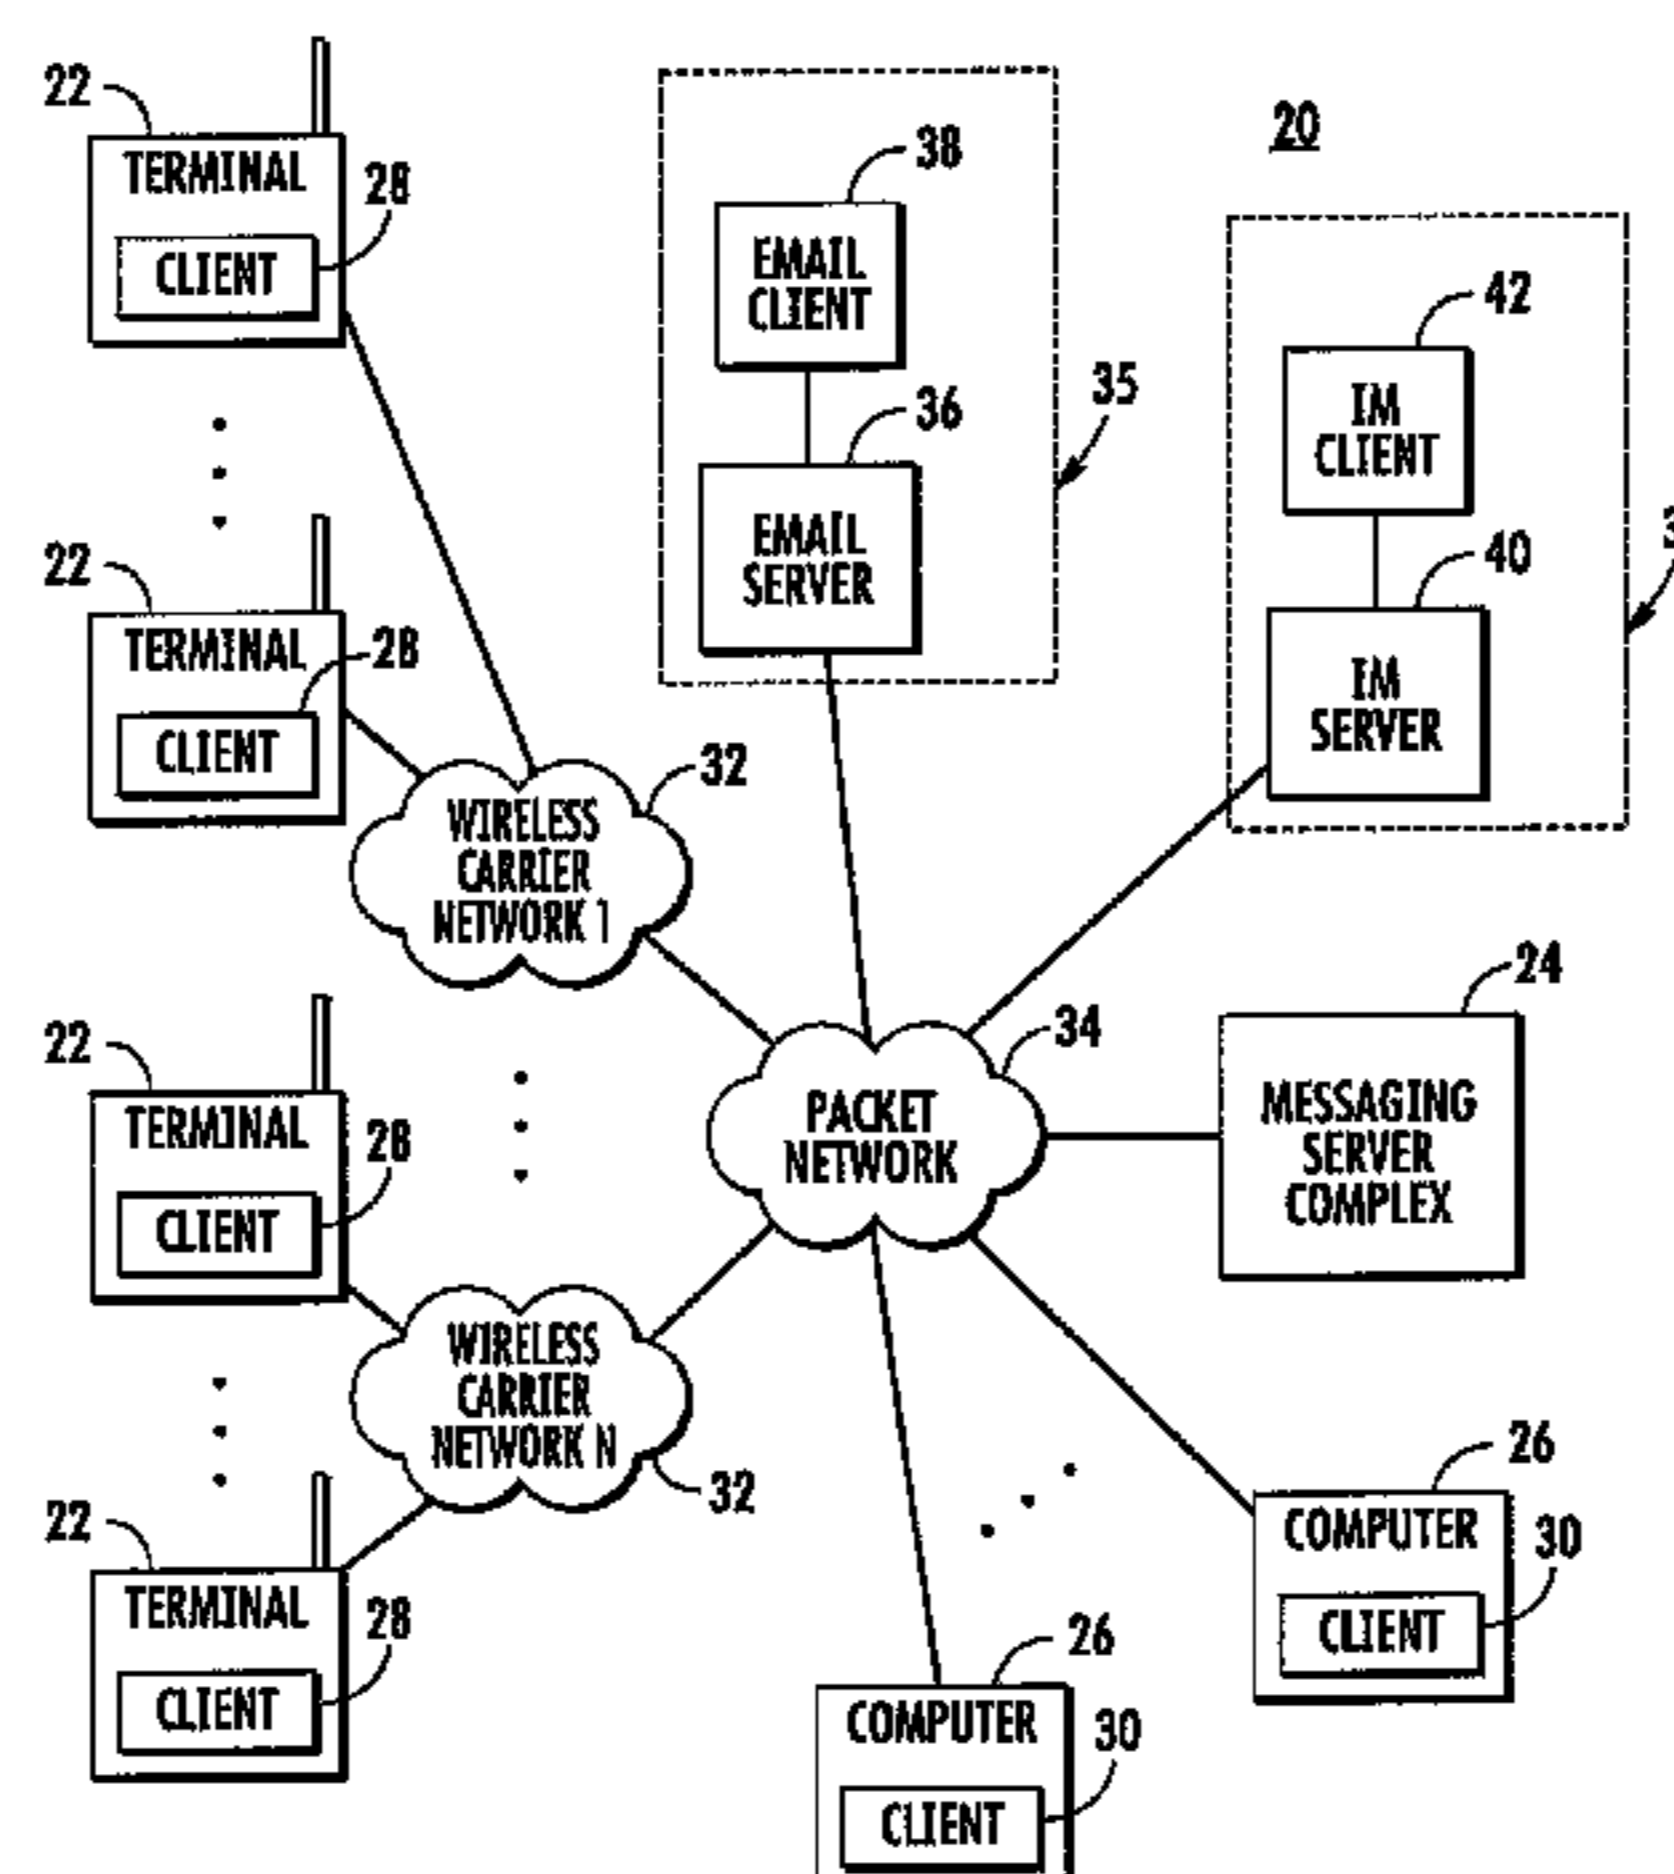 22
TERMINAL
28
CLIENT
38
EMAIL
CLIENT
20
42
IM
CLIENT
35
36
EMAIL
SERVER
40
IM
SERVER
3
22
TERMINAL
28
CLIENT
32
WIRELESS
CARRIER
NETWORK 1
24
MESSAGING
SERVER
COMPLEX
34
PACKET
NETWORK
22
TERMINAL
28
CLIENT
WIRELESS
CARRIER
NETWORK N
32
22
TERMINAL
28
CLIENT
26
COMPUTER
30
CLIENT
26
COMPUTER
30
CLIENT